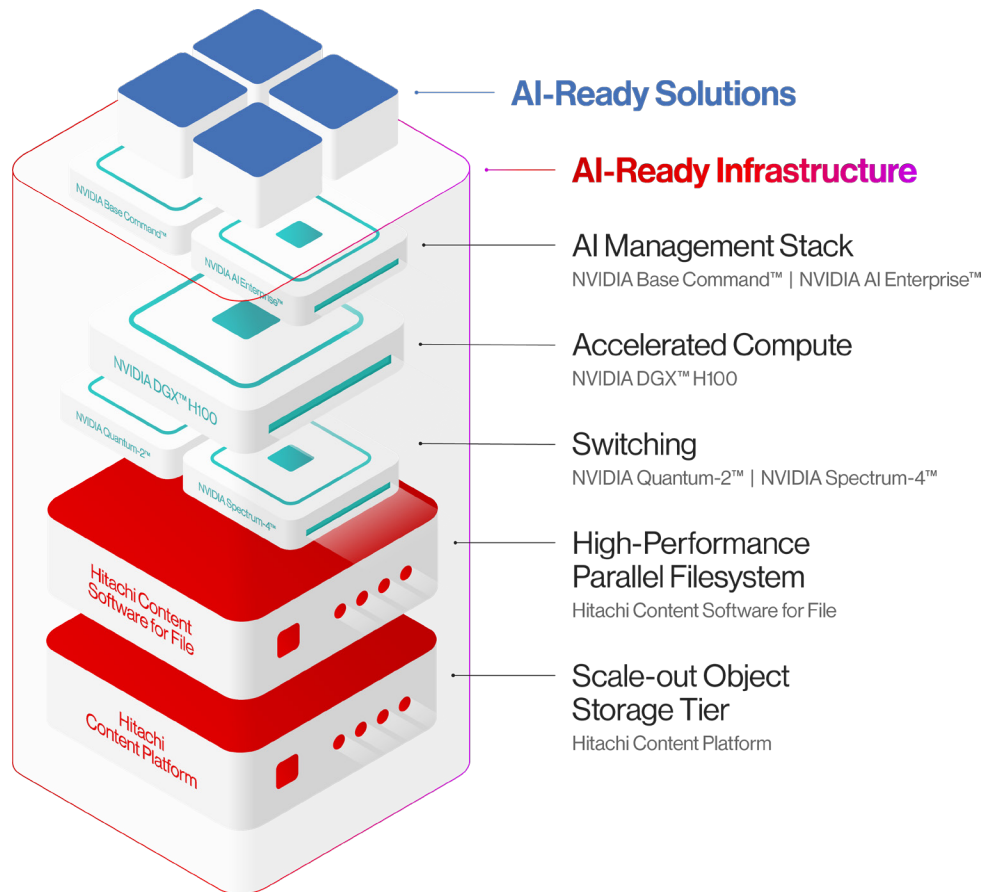 AI-Ready Solutions
AI-Ready Infrastructure
NVIDIA Base Command™
NVIDIA AI Enterprise™
AI Management Stack
NVIDIA Base Command™ | NVIDIA AI Enterprise™
NVIDIA DGX™ H100
Accelerated Compute
NVIDIA DGX™ H100
NVIDIA Quantum-2™
NVIDIA Spectrum-4™
Switching
NVIDIA Quantum-2™ | NVIDIA Spectrum-4™
Hitachi Content
Software for File
High-Performance
Parallel Filesystem
Hitachi Content Software for File
Hitachi
Content Platform
Scale-out Object
Storage Tier
Hitachi Content Platform